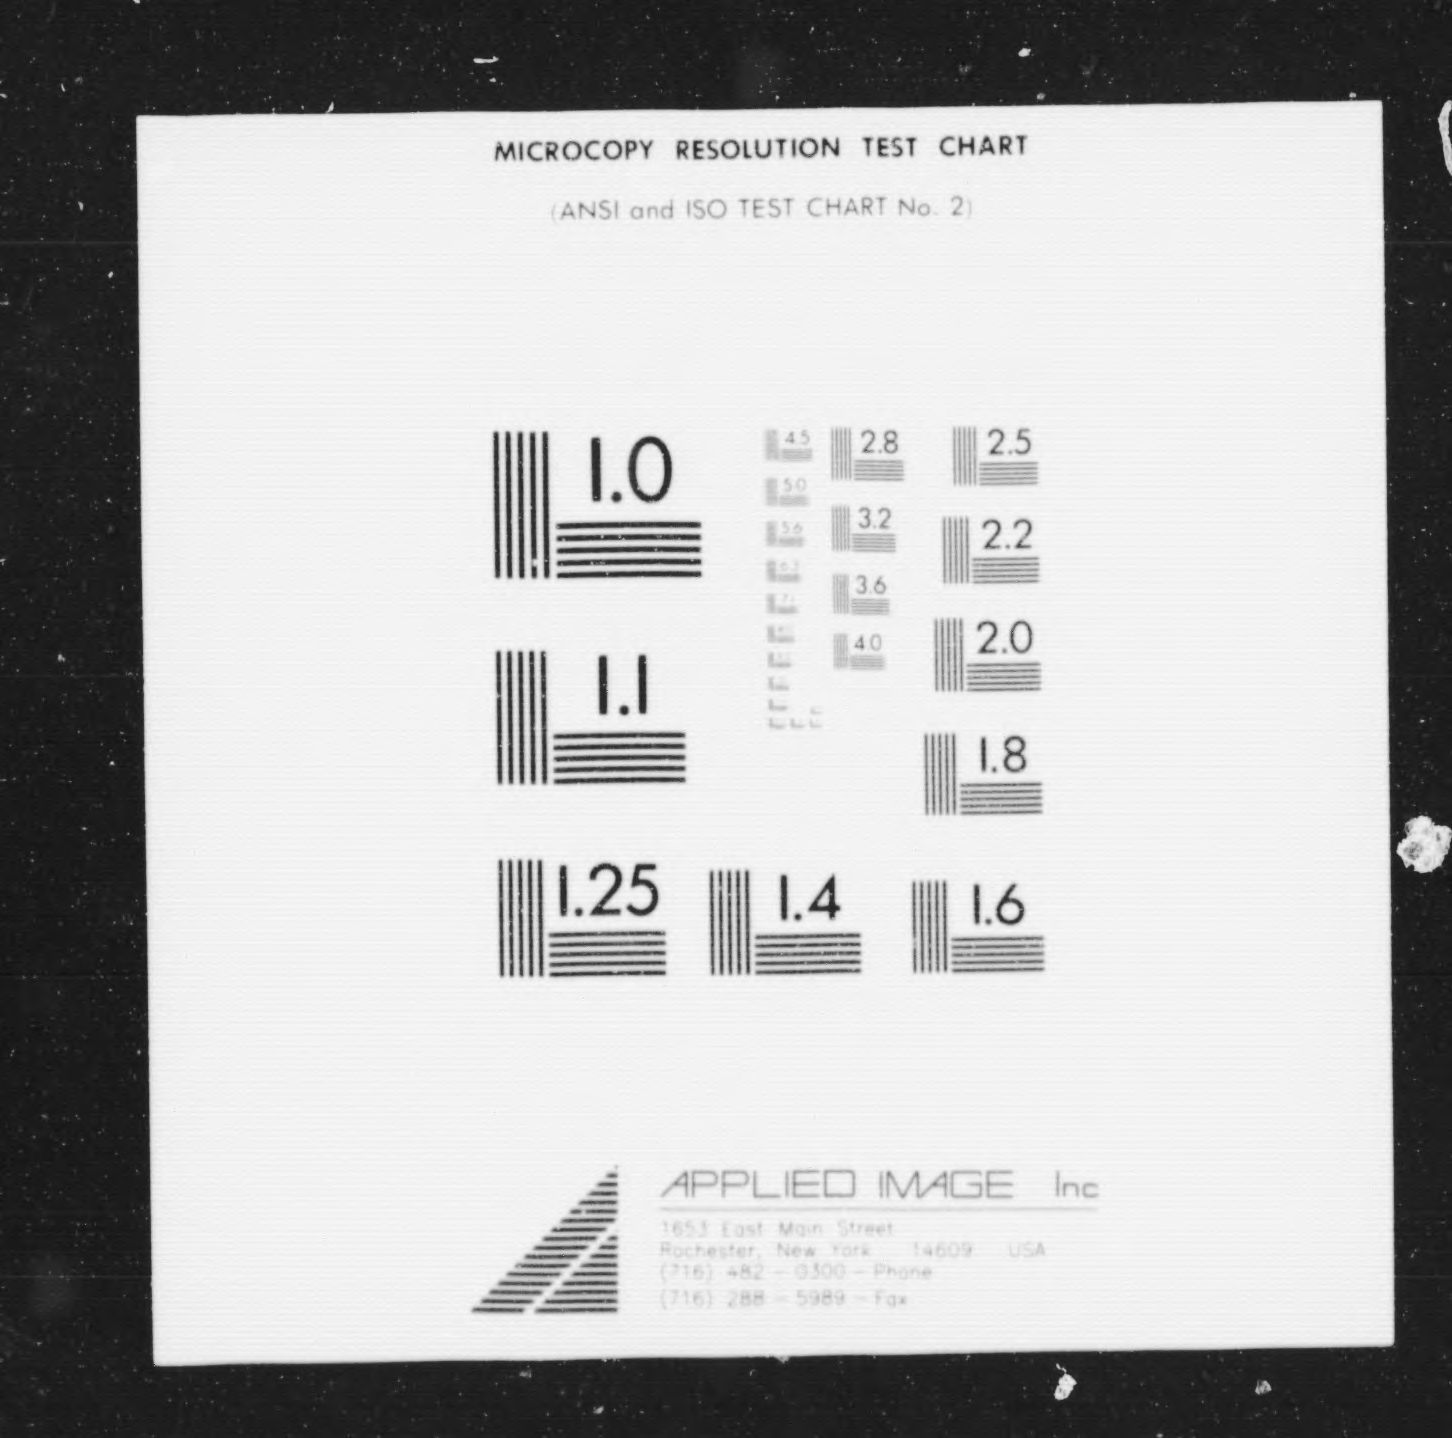 MICROCOPY RESOLUTION TEST CHART
(ANSI and ISO TEST CHART No. 2)
1.0
1.1
1.25
1.4
1.6
1.8
2.0
2.2
2.5
2.8
3.2
3.6
4.0
4.5
5.0
5.6
6.3
APPLIED IMAGE Inc
1653 East Main Street
Rochester, New York 14609 USA
(716) 482 - 0300 - Phone
(716) 288 - 5989 - Fax